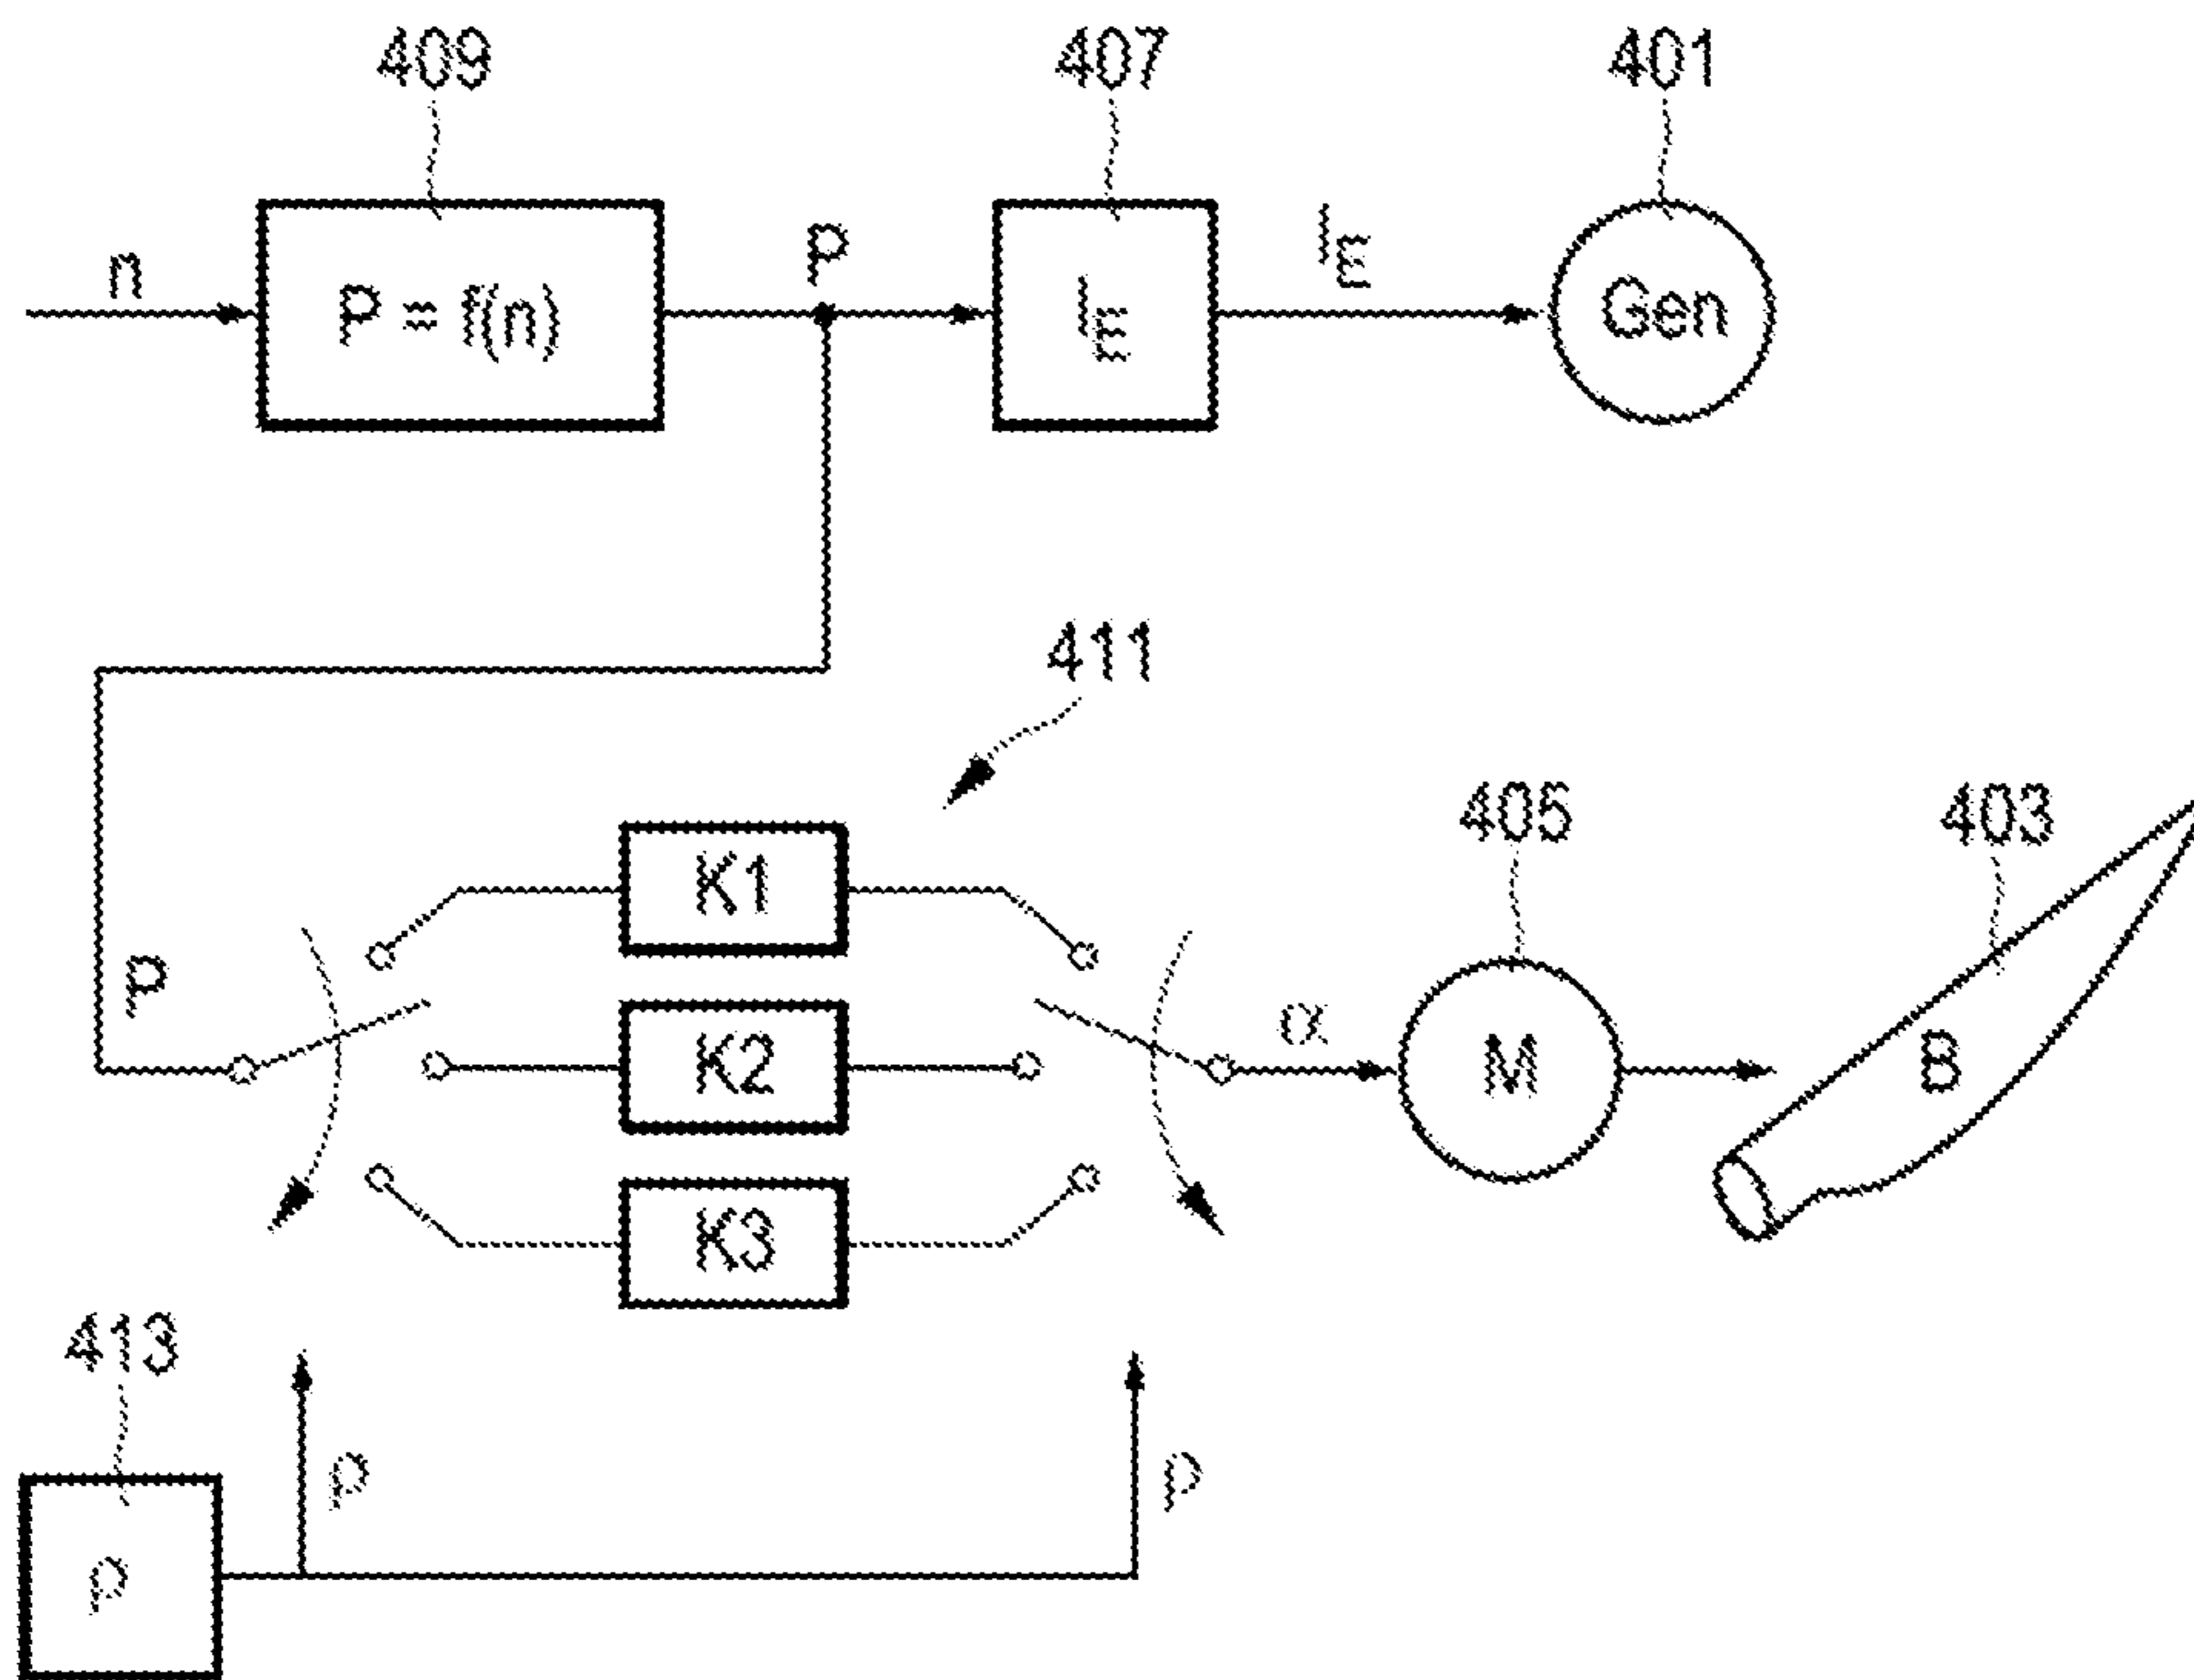 409
407
401
n
P = f(n)
P
I_E
I_E
Gen
411
K1
405
403
P
K2
α
M
B
K3
413
ρ
ρ
ρ